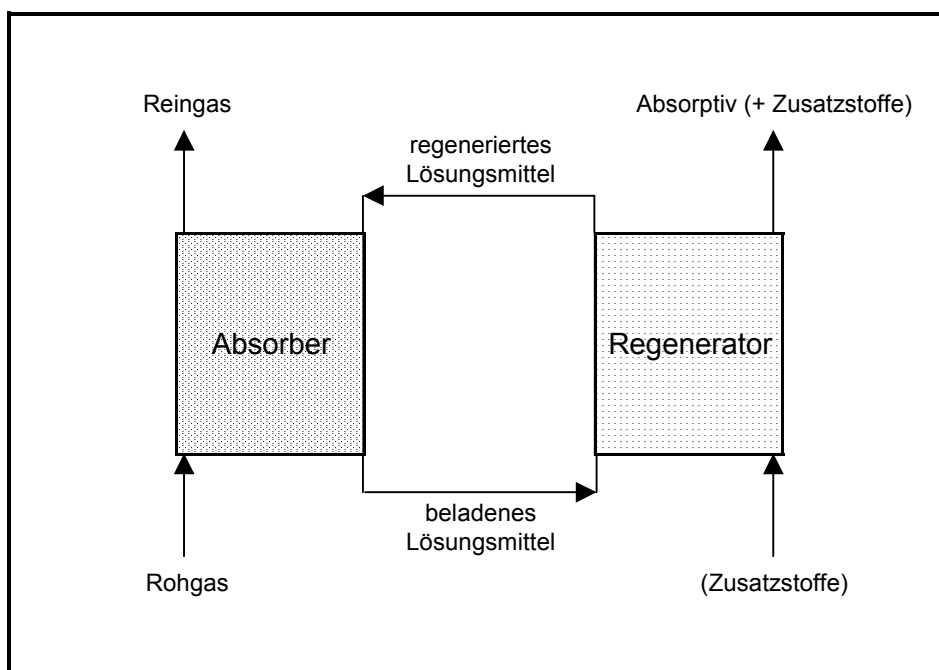 Reingas
Absorptiv (+ Zusatzstoffe)
regeneriertes
Lösungsmittel
Absorber
Regenerator
beladenes
Lösungsmittel
Rohgas
(Zusatzstoffe)